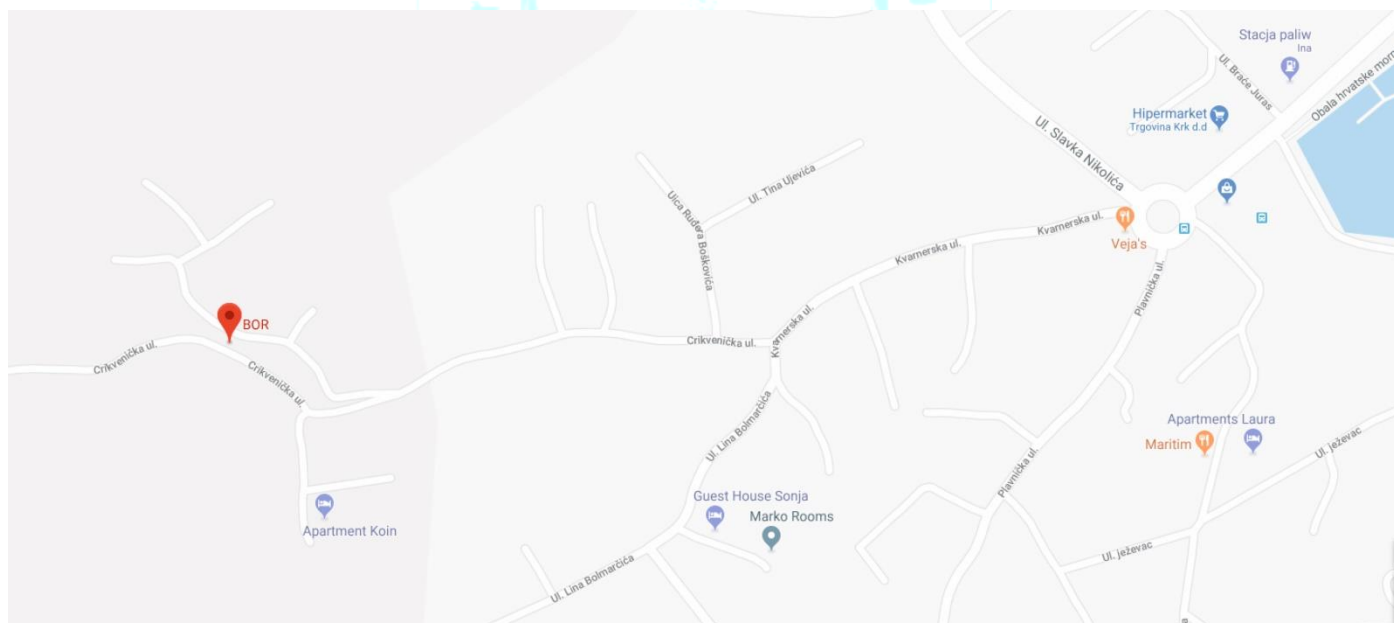 Stacja paliw
Ina
Ul. Braće Juras
Obala hrvatske morn
Hipermarket
Trgovina Krk d.d
Ul. Slavka Nikolića
Ul. Tina Ujevića
Uica Ruđera Boškovića
Kvarnerska ul.
Kvarnerska ul.
Veja's
Plavnička ul.
BOR
Kvarnerska ul.
Crikvenička ul.
Crikvenička ul.
Crikvenička ul.
Ul. Lina Bolmarčića
Apartments Laura
Maritim
Ul. ježevac
Plavnička ul.
Guest House Sonja
Marko Rooms
Apartment Koin
Ul. ježevac
Ul. Lina Bolmarčića